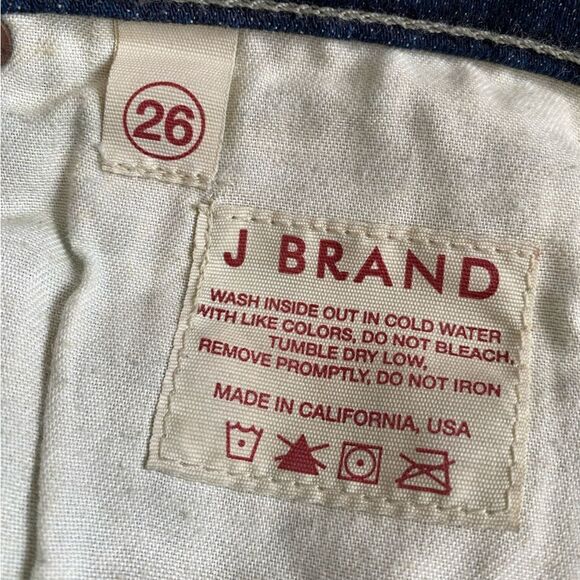 26
J BRAND
WASH INSIDE OUT IN COLD WATER
WITH LIKE COLORS, DO NOT BLEACH.
TUMBLE DRY LOW,
REMOVE PROMPTLY, DO NOT IRON
MADE IN CALIFORNIA, USA